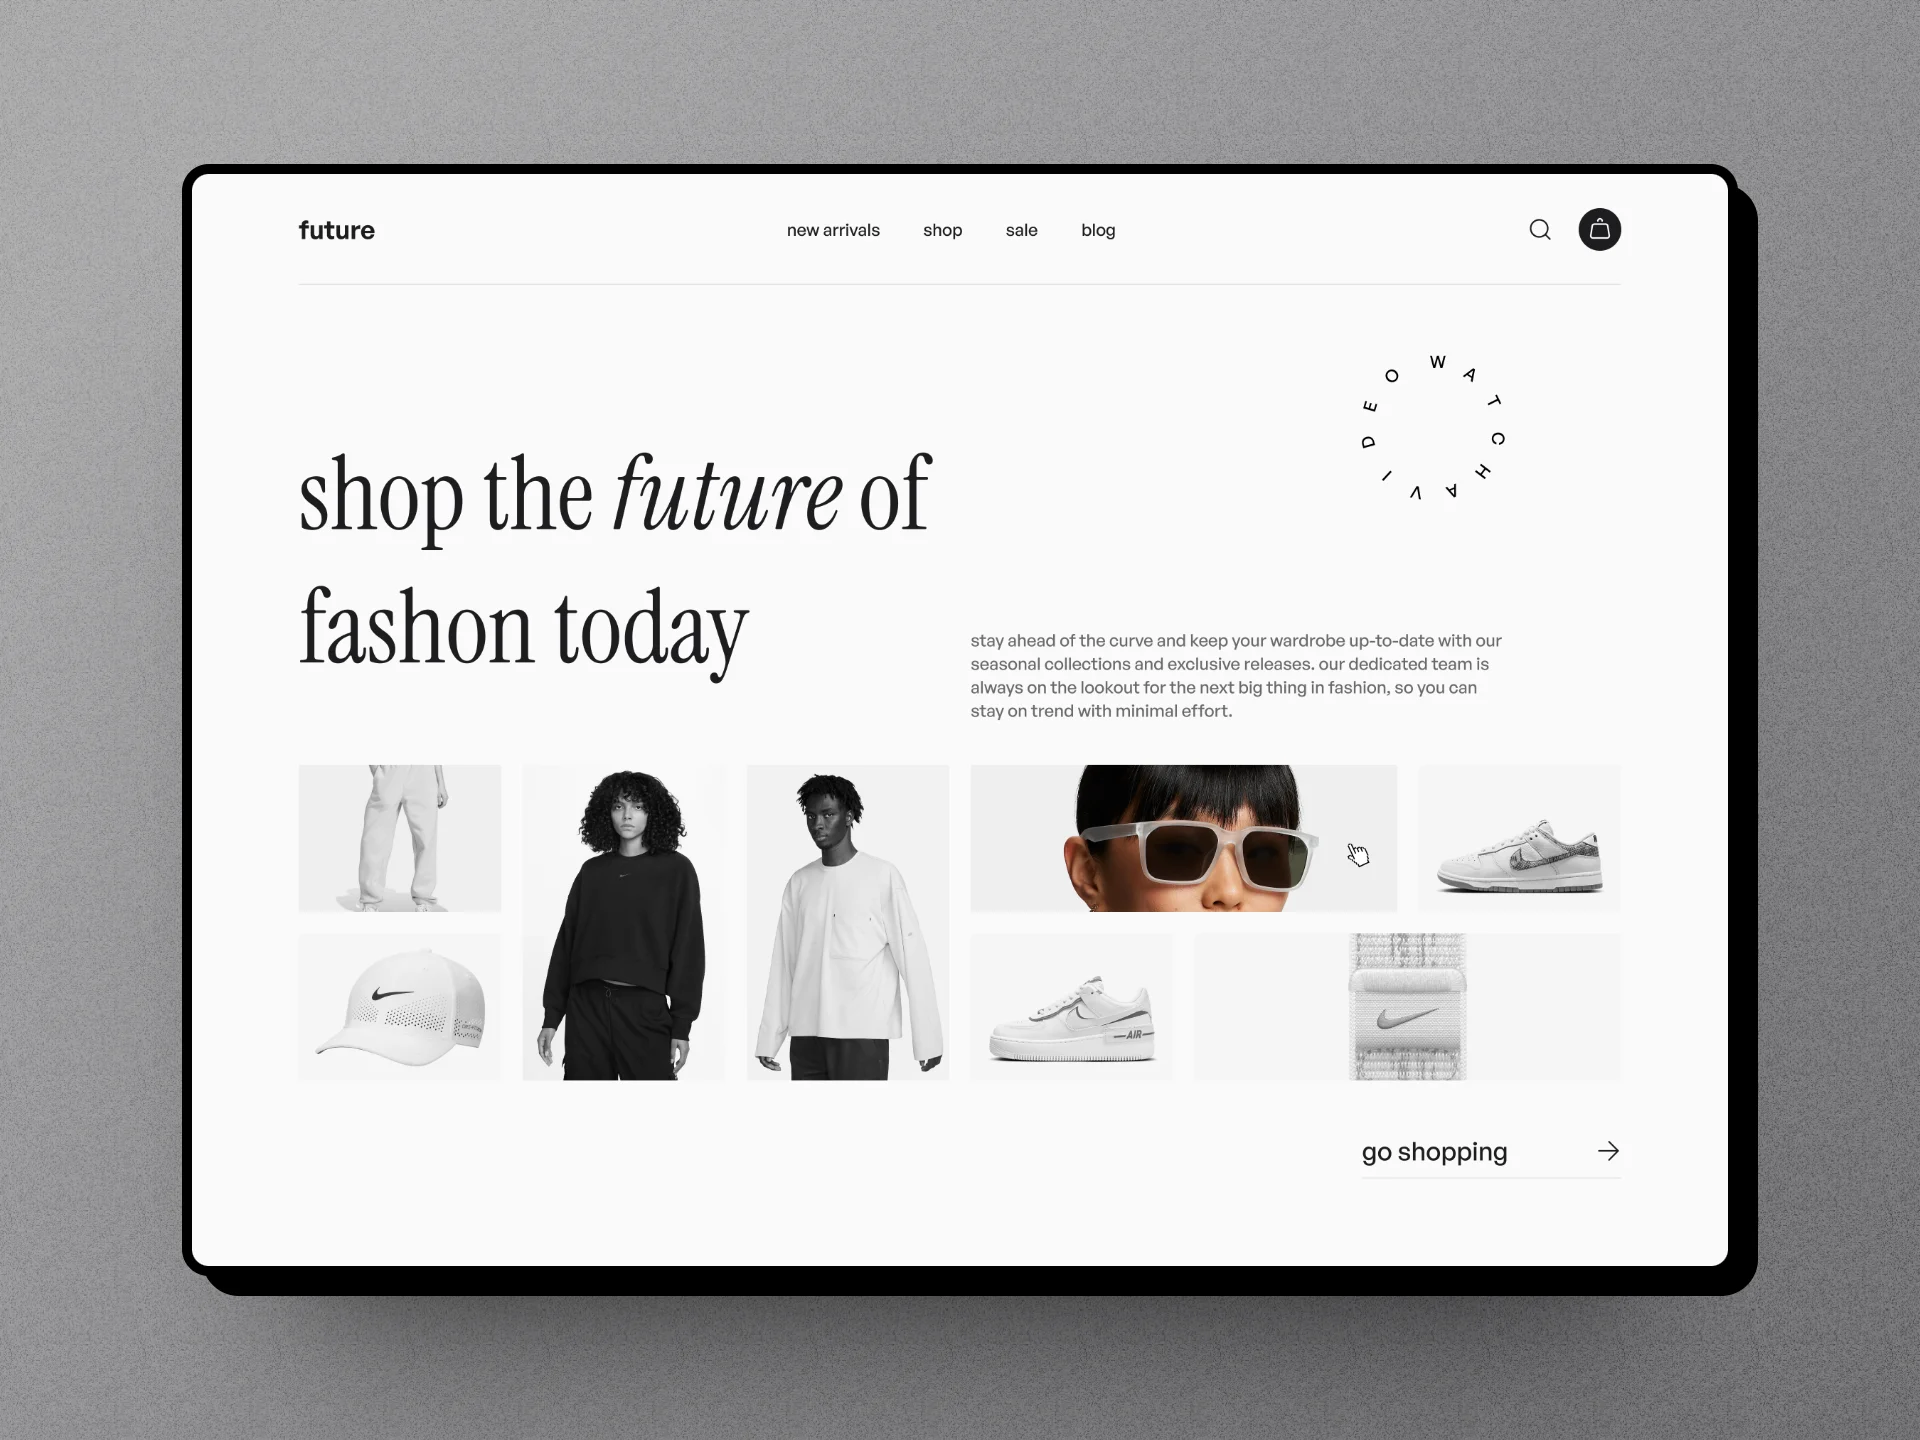 future
new arrivals
shop
sale
blog
WATCH A VIDEO
shop the future of
fashon today
stay ahead of the curve and keep your wardrobe up-to-date with our
seasonal collections and exclusive releases. our dedicated team is
always on the lookout for the next big thing in fashion, so you can
stay on trend with minimal effort.
AIR
go shopping